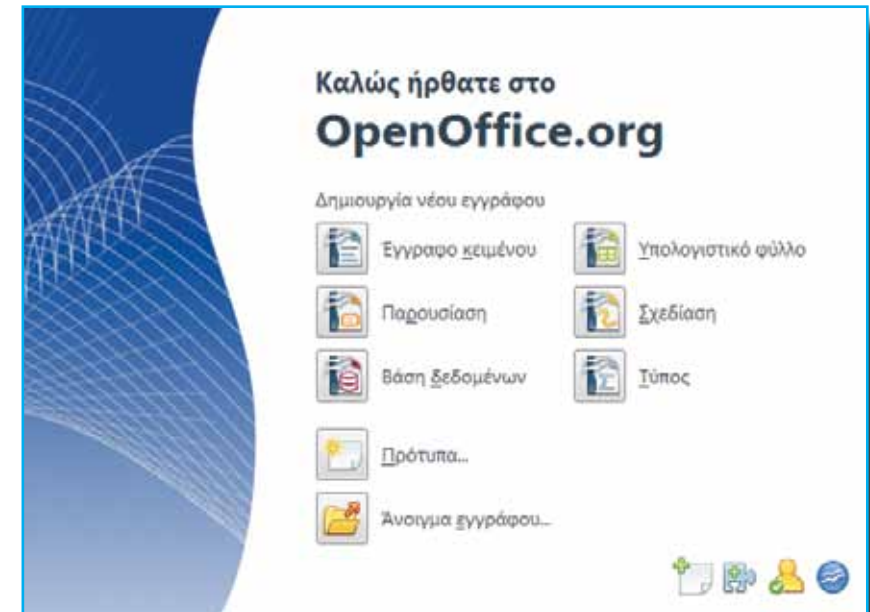 Καλώς ήρθατε στο
OpenOffice.org
Δημιουργία νέου εγγράφου
Έγγραφο κειμένου Υπολογιστικό φύλλο
Παρουσίαση Σχεδίαση
Βάση δεδομένων Τύπος
Πρότυπα...
Άνοιγμα εγγράφου...